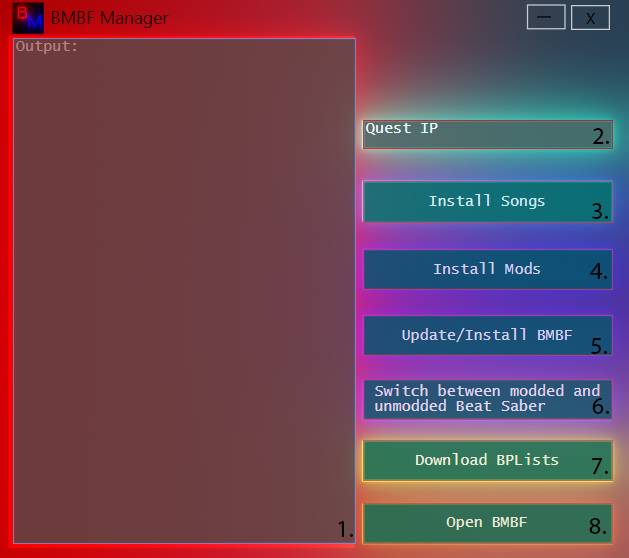 BM BMBF Manager — X
Output:
Quest IP 2.
Install Songs 3.
Install Mods 4.
Update/Install BMBF 5.
Switch between modded and
unmodded Beat Saber 6.
Download BPLists 7.
Open BMBF 8.
1.